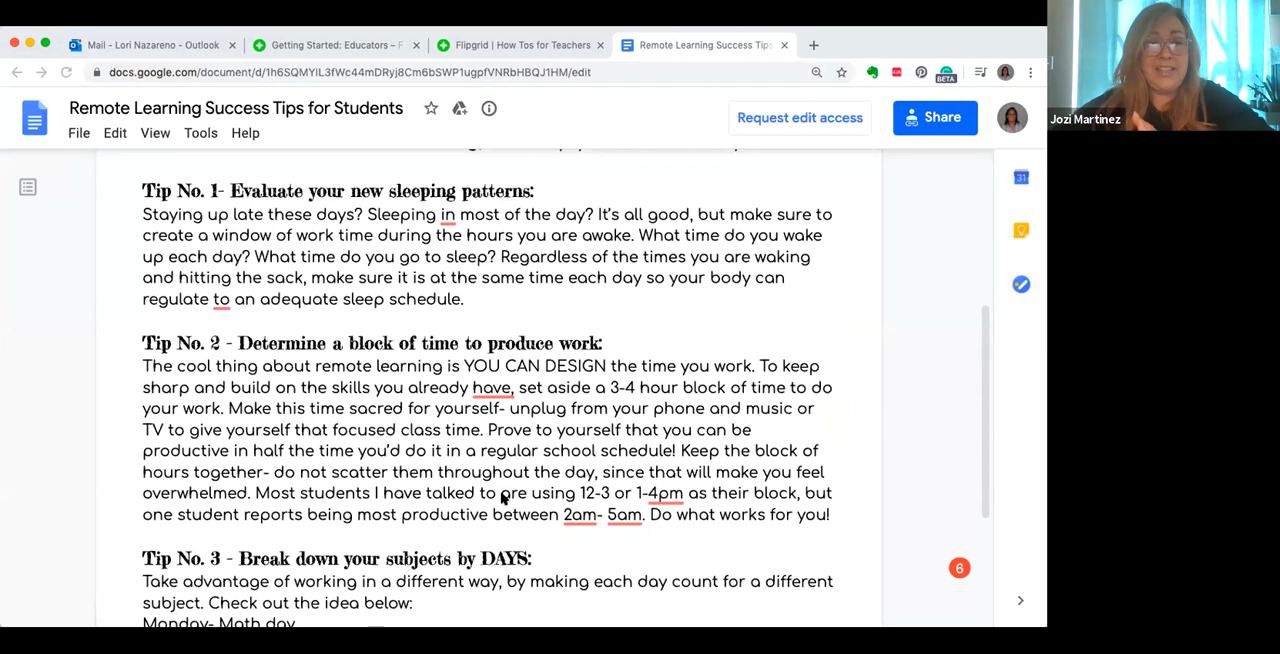 Mail - Lori Nazareno - Outlook
Getting Started: Educators – F
Flipgrid | How Tos for Teachers
Remote Learning Success Tips
docs.google.com/document/d/1h6SQMYlL3fWc44mDRyj8Cm6bSWP1ugpfVNRbHBQJ1HM/edit
BETA
Jozi Martinez
Remote Learning Success Tips for Students
File Edit View Tools Help
Request edit access
Share
31
Tip No. 1- Evaluate your new sleeping patterns:
Staying up late these days? Sleeping in most of the day? It's all good, but make sure to
create a window of work time during the hours you are awake. What time do you wake
up each day? What time do you go to sleep? Regardless of the times you are waking
and hitting the sack, make sure it is at the same time each day so your body can
regulate to an adequate sleep schedule.
Tip No. 2 - Determine a block of time to produce work:
The cool thing about remote learning is YOU CAN DESIGN the time you work. To keep
sharp and build on the skills you already have, set aside a 3-4 hour block of time to do
your work. Make this time sacred for yourself- unplug from your phone and music or
TV to give yourself that focused class time. Prove to yourself that you can be
productive in half the time you'd do it in a regular school schedule! Keep the block of
hours together- do not scatter them throughout the day, since that will make you feel
overwhelmed. Most students I have talked to are using 12-3 or 1-4pm as their block, but
one student reports being most productive between 2am- 5am. Do what works for you!
Tip No. 3 - Break down your subjects by DAYS:
Take advantage of working in a different way, by making each day count for a different
subject. Check out the idea below:
Monday- Math day
6